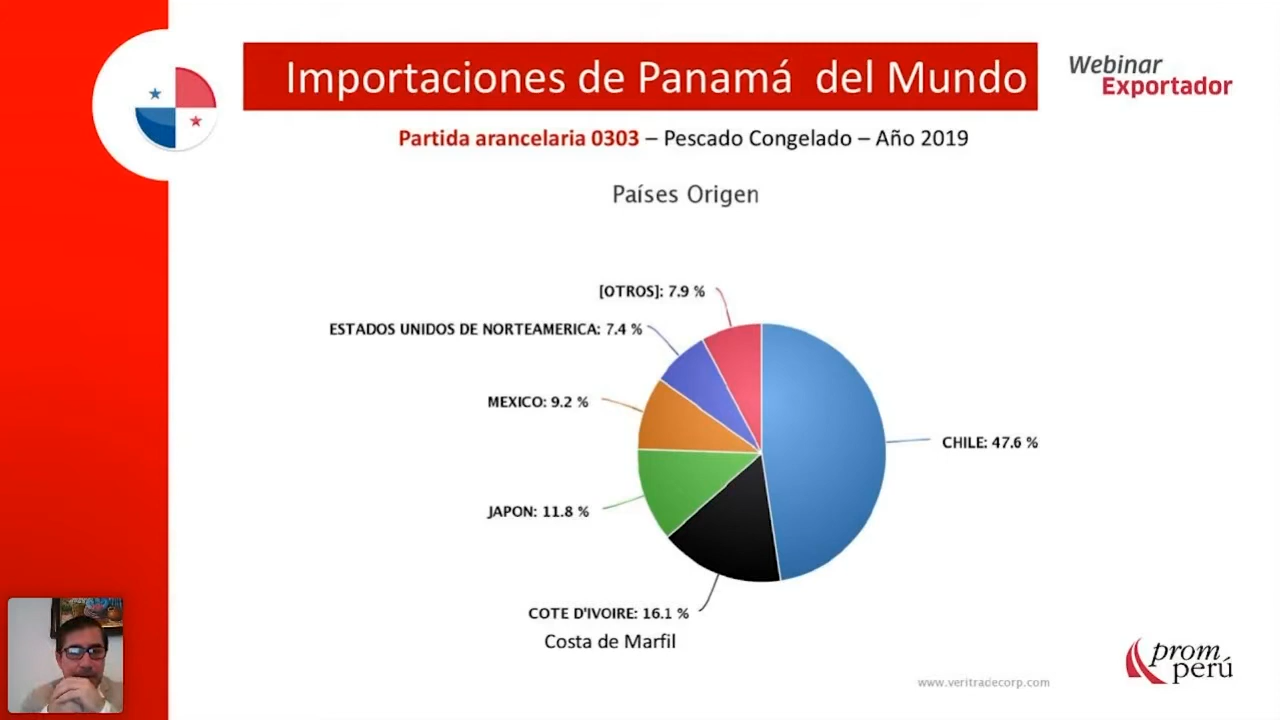 Importaciones de Panamá del Mundo
Webinar
Exportador
Partida arancelaria 0303 – Pescado Congelado – Año 2019
Países Origen
[OTROS]: 7.9 %
ESTADOS UNIDOS DE NORTEAMERICA: 7.4 %
MEXICO: 9.2 %
CHILE: 47.6 %
JAPON: 11.8 %
COTE D'IVOIRE: 16.1 %
Costa de Marfil
www.veritradecorp.com
prom
perú